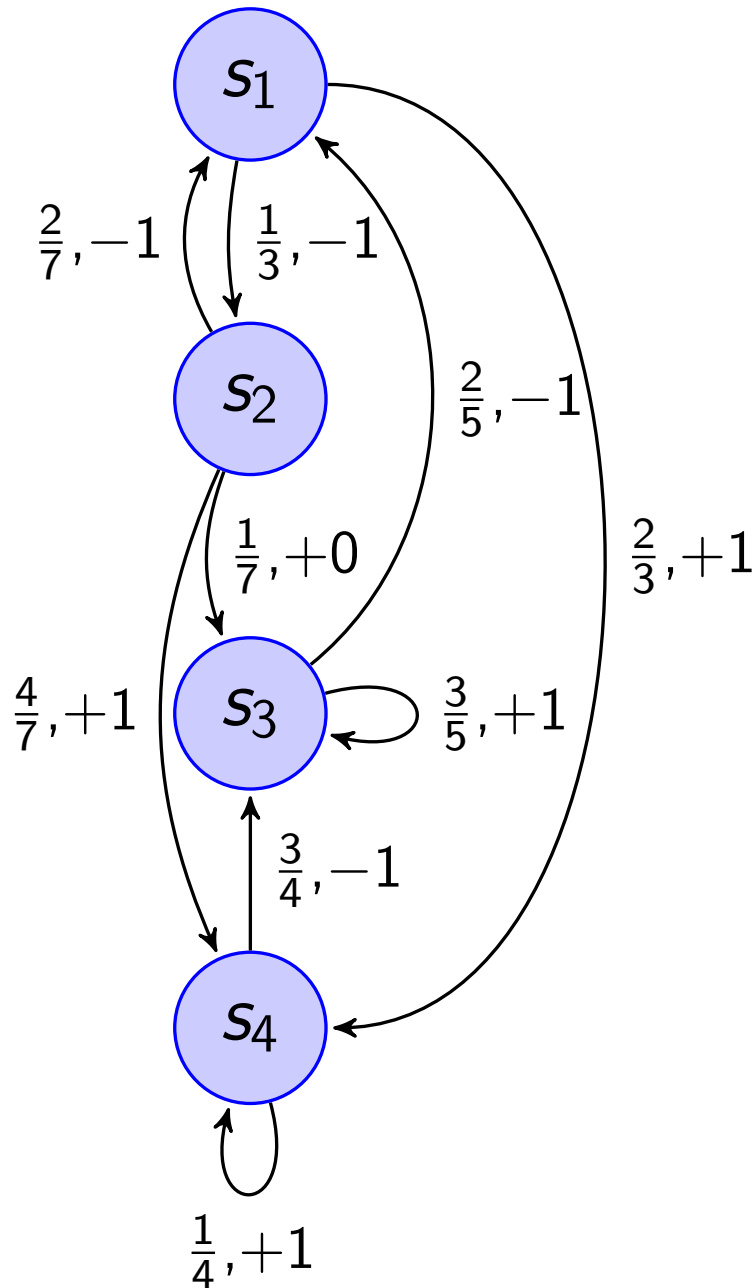 s₁
2/7, −1
1/3, −1
s₂
2/5, −1
1/7, +0
2/3, +1
4/7, +1
s₃
3/5, +1
3/4, −1
s₄
1/4, +1